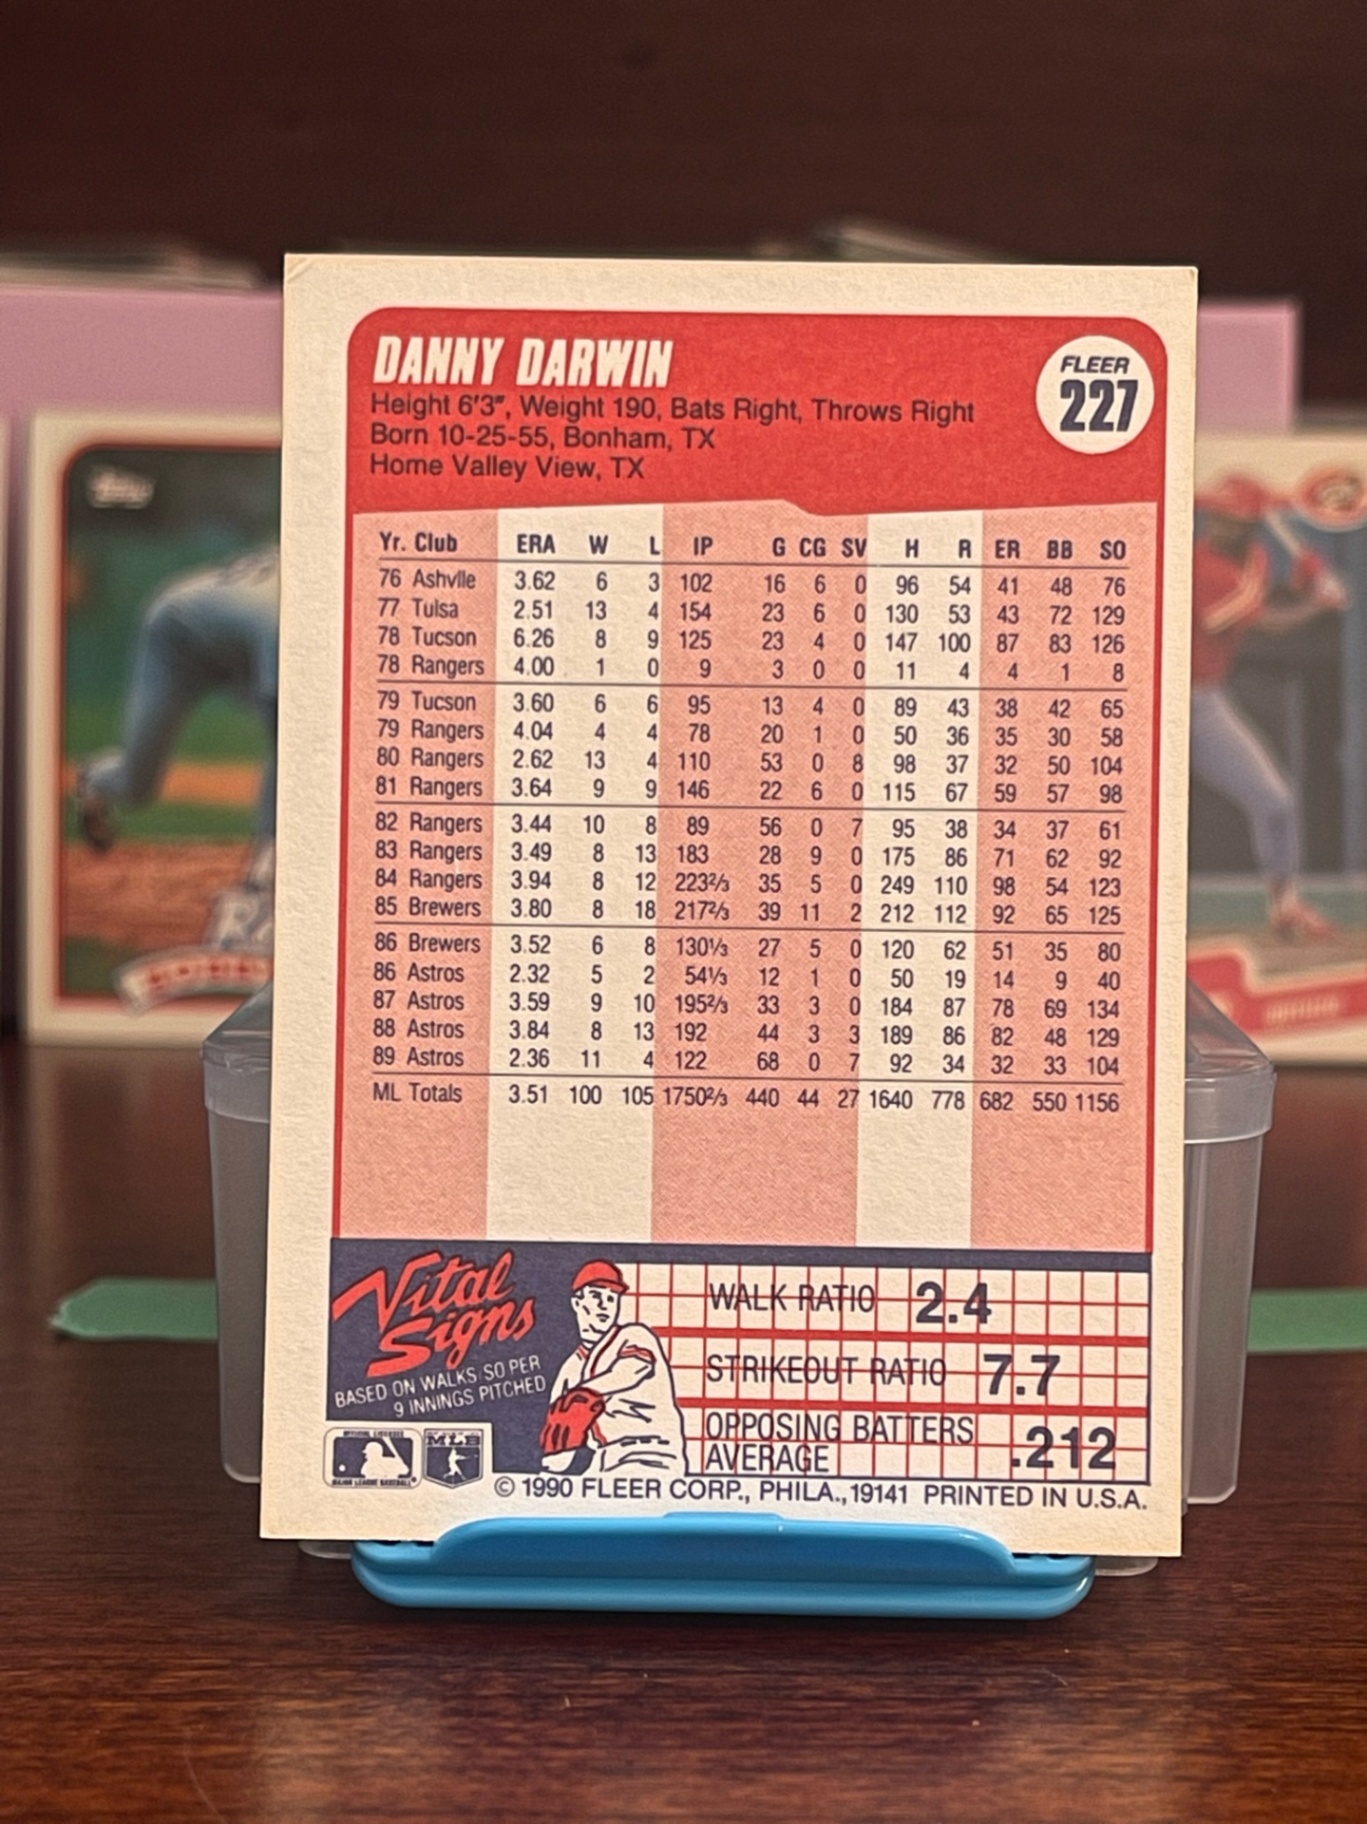 DANNY DARWIN
FLEER
227
Height 6'3", Weight 190, Bats Right, Throws Right
Born 10-25-55, Bonham, TX
Home Valley View, TX
Yr. Club ERA W L IP G CG SV H R ER BB SO
76 Ashvlle 3.62 6 3 102 16 6 0 96 54 41 48 76
77 Tulsa 2.51 13 4 154 23 6 0 130 53 43 72 129
78 Tucson 6.26 8 9 125 23 4 0 147 100 87 83 126
78 Rangers 4.00 1 0 9 3 0 0 11 4 4 1 8
79 Tucson 3.60 6 6 95 13 4 0 89 43 38 42 65
79 Rangers 4.04 4 4 78 20 1 0 50 36 35 30 58
80 Rangers 2.62 13 4 110 53 0 8 98 37 32 50 104
81 Rangers 3.64 9 9 146 22 6 0 115 67 59 57 98
82 Rangers 3.44 10 8 89 56 0 7 95 38 34 37 61
83 Rangers 3.49 8 13 183 28 9 0 175 86 71 62 92
84 Rangers 3.94 8 12 223⅔ 35 5 0 249 110 98 54 123
85 Brewers 3.80 8 18 217⅔ 39 11 2 212 112 92 65 125
86 Brewers 3.52 6 8 130⅓ 27 5 0 120 62 51 35 80
86 Astros 2.32 5 2 54⅓ 12 1 0 50 19 14 9 40
87 Astros 3.59 9 10 195⅔ 33 3 0 184 87 78 69 134
88 Astros 3.84 8 13 192 44 3 3 189 86 82 48 129
89 Astros 2.36 11 4 122 68 0 7 92 34 32 33 104
ML Totals 3.51 100 105 1750⅔ 440 44 27 1640 778 682 550 1156
Vital
Signs
BASED ON WALKS/SO PER
9 INNINGS PITCHED
WALK RATIO 2.4
STRIKEOUT RATIO 7.7
OPPOSING BATTERS
AVERAGE .212
MLB
© 1990 FLEER CORP., PHILA., 19141 PRINTED IN U.S.A.
Topps